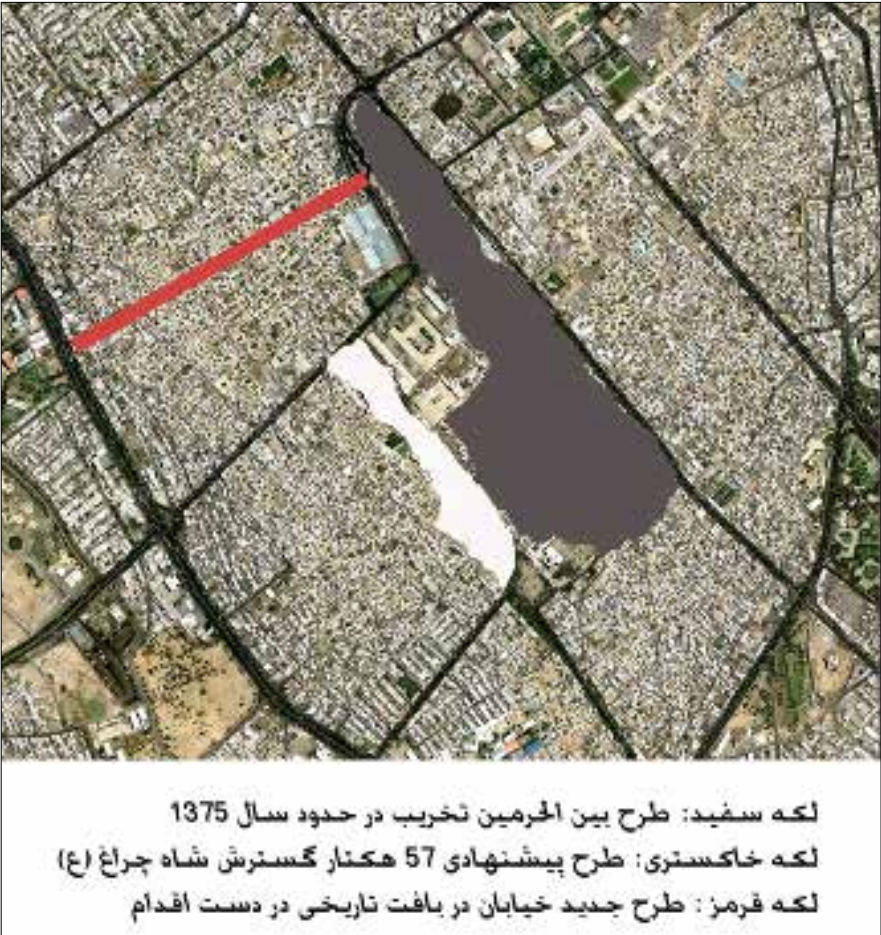 لکه سفید: طرح بین الحرمین تخریب در حدود سال 1375
لکه خاکستری: طرح پیشنهادی 57 هکتار گسترش شاه چراغ (ع)
لکه قرمز : طرح جدید خیابان در بافت تاریخی در دست اقدام